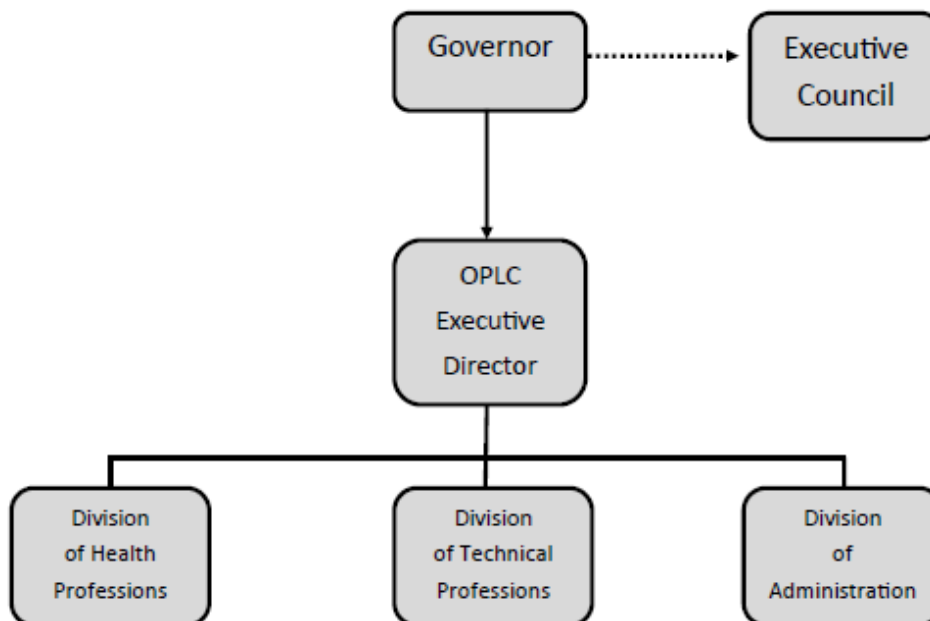 Governor
Executive
Council
OPLC
Executive
Director
Division
of Health
Professions
Division
of Technical
Professions
Division
of
Administration